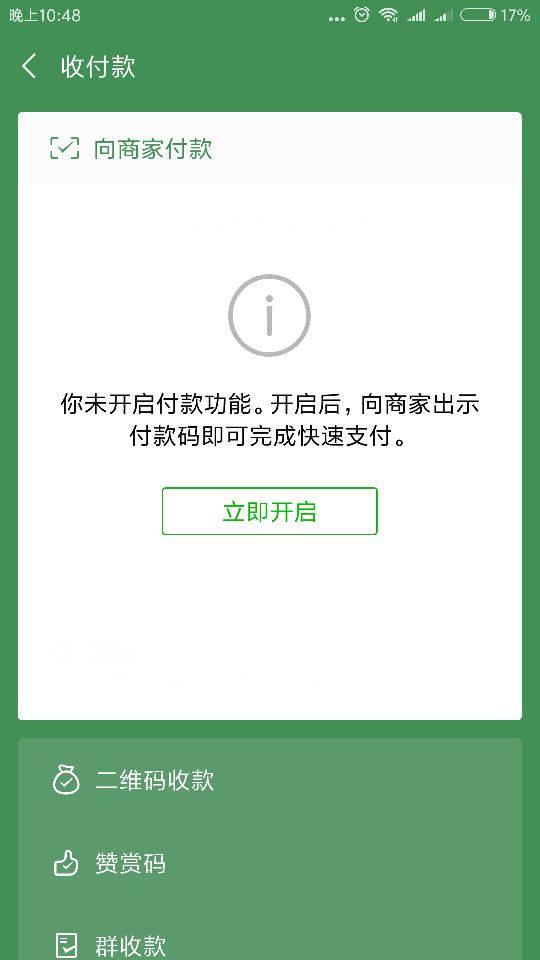 晚上10:48
17%
收付款
向商家付款
你未开启付款功能。开启后，向商家出示
付款码即可完成快速支付。
立即开启
二维码收款
赞赏码
群收款